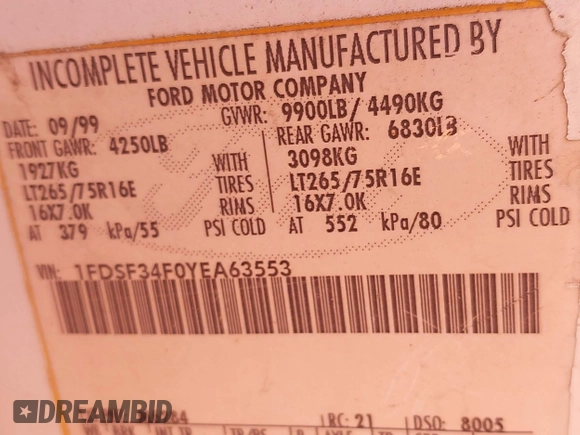 INCOMPLETE VEHICLE MANUFACTURED BY
FORD MOTOR COMPANY
DATE: 09/99 GVWR: 9900LB/ 4490KG
FRONT GAWR: 4250LB REAR GAWR: 6830LB
1927KG WITH 3098KG WITH
LT265/75R16E TIRES LT265/75R16E TIRES
16X7.0K RIMS 16X7.0K RIMS
AT 379 kPa/55 PSI COLD AT 552 kPa/80 PSI COLD
VIN: 1FDSF34F0YEA63553
84 RC: 21 DSO: 8005
DREAMBID